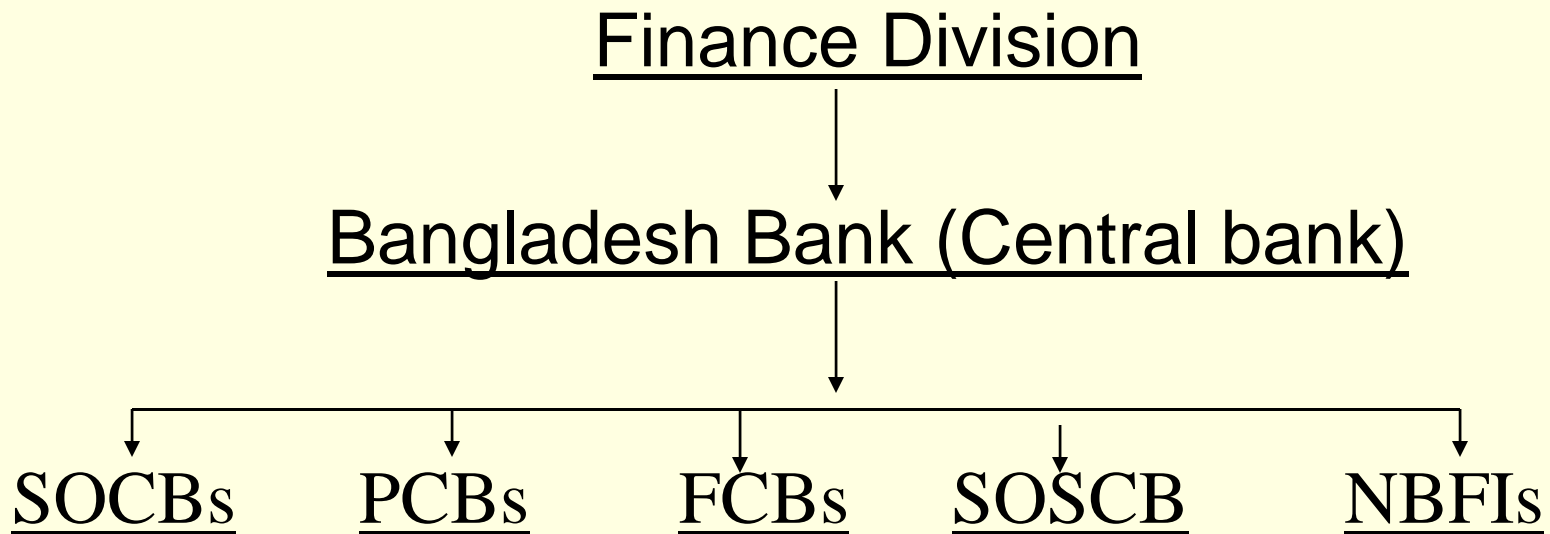 Finance Division
Bangladesh Bank (Central bank)
SOCBs PCBs FCBs SOSCB NBFIs